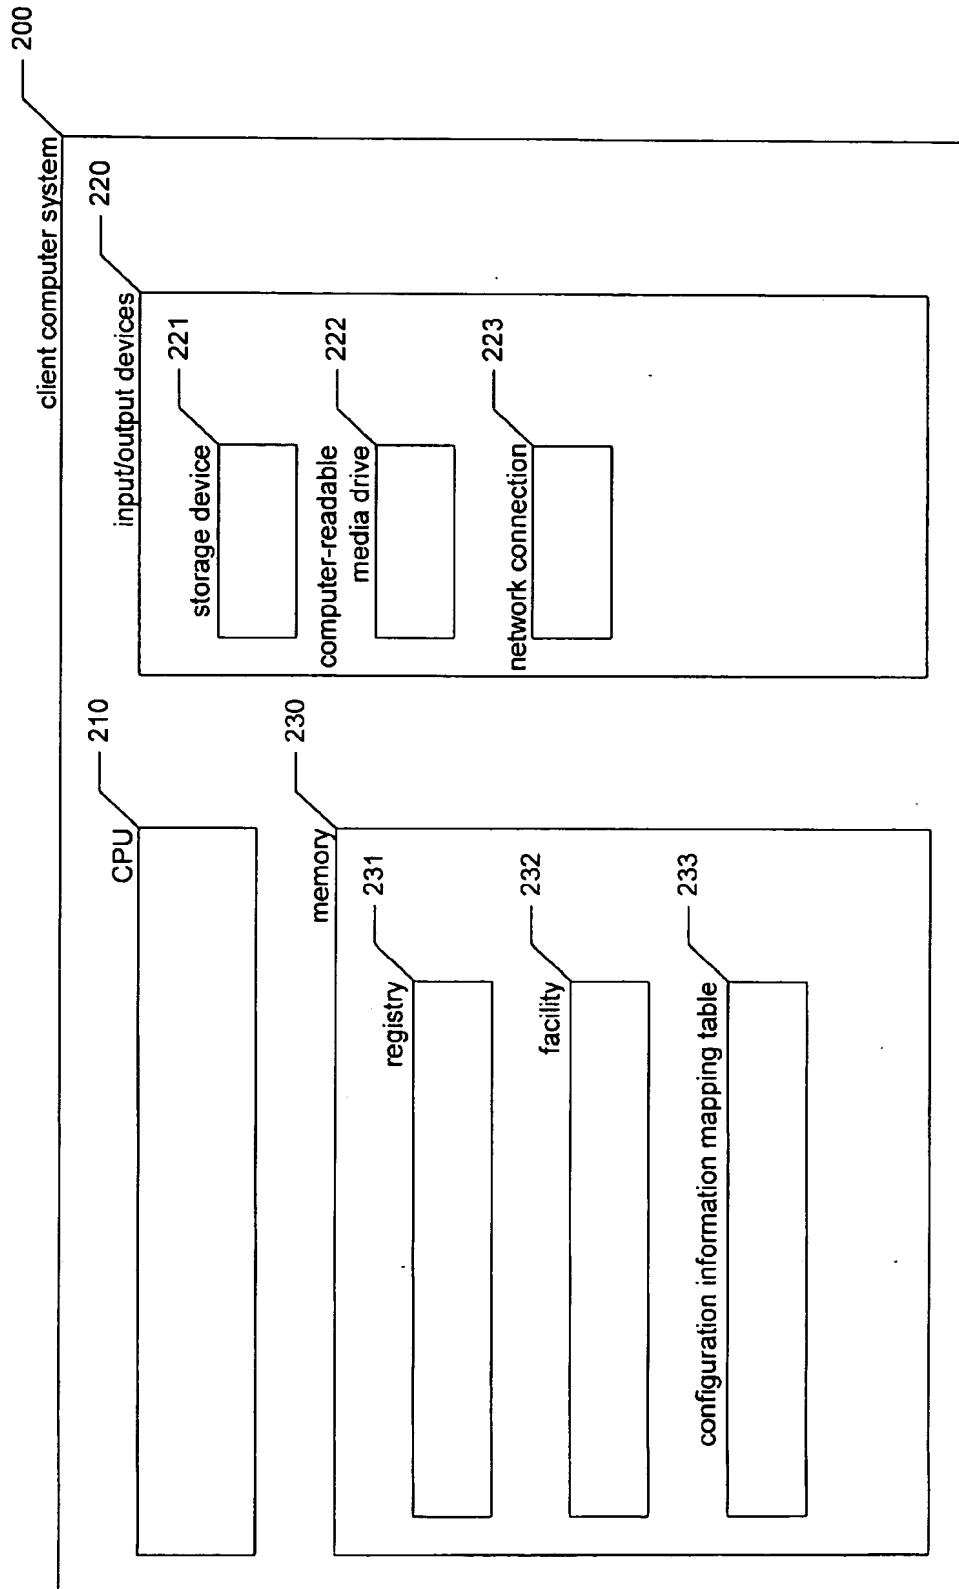 client computer system
200
CPU
210
input/output devices
220
storage device
221
computer-readable
media drive
222
network connection
223
memory
230
registry
231
facility
232
configuration information mapping table
233